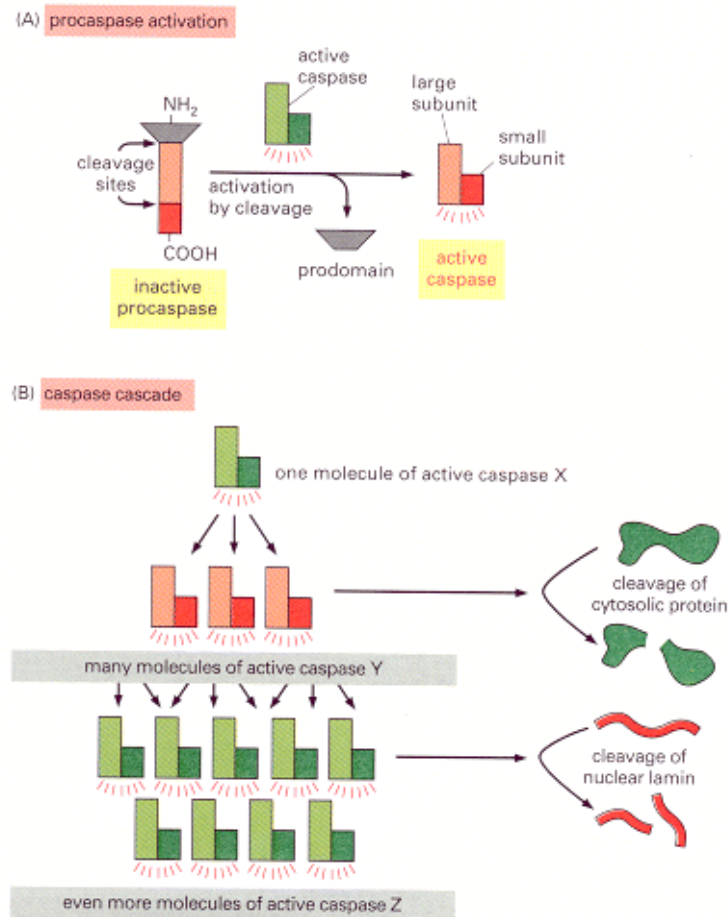 (A) procaspase activation
active
caspase
large
subunit
NH2
small
subunit
cleavage
sites
activation
by cleavage
COOH
prodomain
inactive
procaspase
active
caspase
(B) caspase cascade
one molecule of active caspase X
cleavage of
cytosolic protein
many molecules of active caspase Y
cleavage of
nuclear lamin
even more molecules of active caspase Z